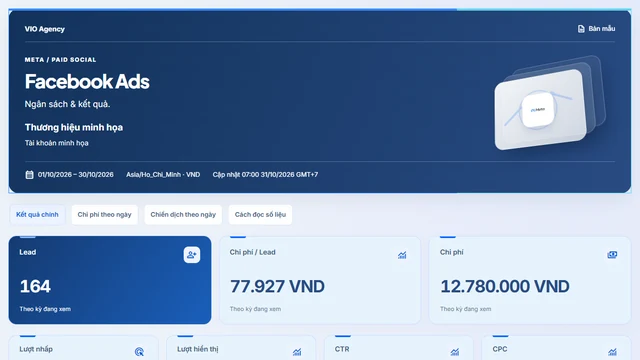 VIO Agency
Bản mẫu
META / PAID SOCIAL
Facebook Ads
Ngân sách & kết quả.
Thương hiệu minh họa
Tài khoản minh họa
01/10/2026 – 30/10/2026 Asia/Ho_Chi_Minh · VND Cập nhật 07:00 31/10/2026 GMT+7
Kết quả chính Chi phí theo ngày Chiến dịch theo ngày Cách đọc số liệu
Lead Chi phí / Lead Chi phí
164 77.927 VND 12.780.000 VND
Theo kỳ đang xem Theo kỳ đang xem Theo kỳ đang xem
Lượt nhấp Lượt hiển thị CTR CPC